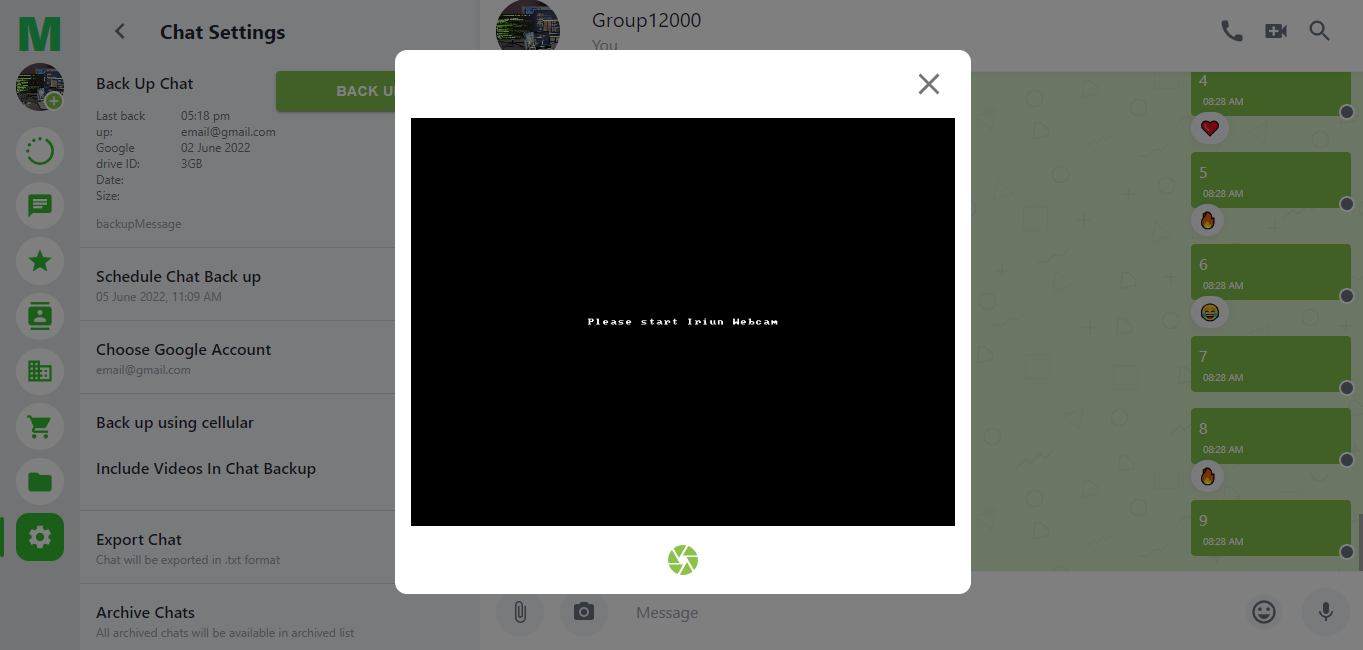 M
Chat Settings
Back Up Chat
BACK U
Last back up:
05:18 pm
Google drive ID:
email@gmail.com
Date:
02 June 2022
Size:
3GB
backupMessage
Schedule Chat Back up
05 June 2022, 11:09 AM
Choose Google Account
email@gmail.com
Back up using cellular
Include Videos In Chat Backup
Export Chat
Chat will be exported in .txt format
Archive Chats
All archived chats will be available in archived list
Group12000
You
Please start Iriun Webcam
4
08:28 AM
5
08:28 AM
6
08:28 AM
7
08:28 AM
8
08:28 AM
9
08:28 AM
Message